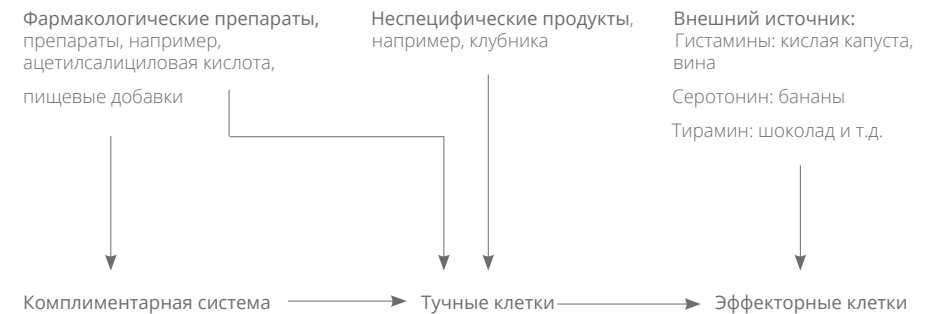 Фармакологические препараты,
препараты, например,
ацетилсалициловая кислота,
пищевые добавки
Неспецифические продукты,
например, клубника
Внешний источник:
Гистамины: кислая капуста,
вина
Серотонин: бананы
Тирамин: шоколад и т.д.
Комплиментарная система
Тучные клетки
Эффекторные клетки